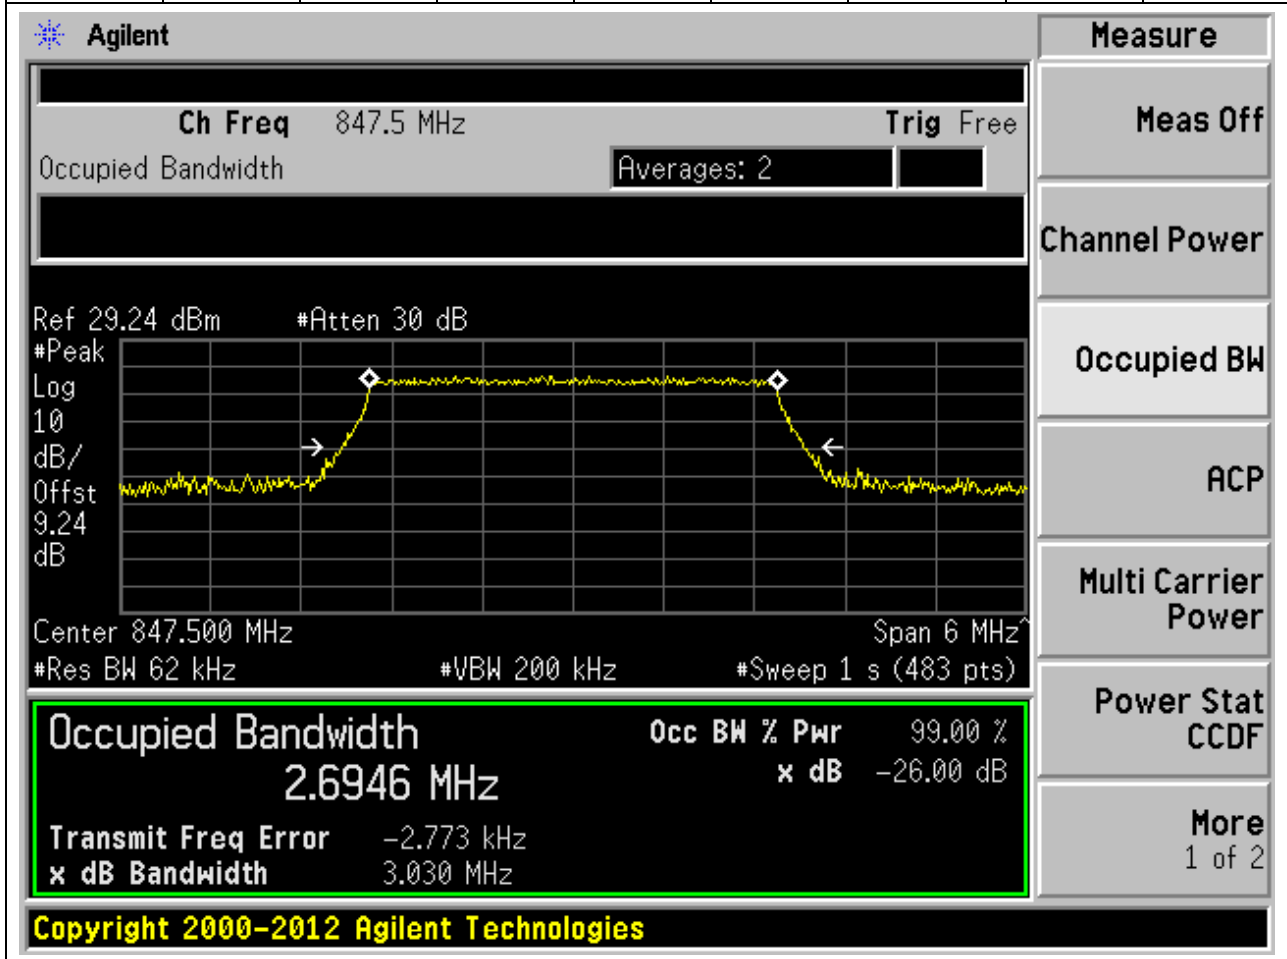 Agilent
Measure
Ch Freq 847.5 MHz Trig Free
Occupied Bandwidth Averages: 2
Ref 29.24 dBm #Atten 30 dB
#Peak
Log
10
dB/
Offst
9.24
dB
Center 847.500 MHz Span 6 MHz^
#Res BW 62 kHz #VBW 200 kHz #Sweep 1 s (483 pts)
Occupied Bandwidth Occ BW % Pwr 99.00 %
2.6946 MHz x dB -26.00 dB
Transmit Freq Error -2.773 kHz
x dB Bandwidth 3.030 MHz
Copyright 2000-2012 Agilent Technologies
Meas Off
Channel Power
Occupied BW
ACP
Multi Carrier
Power
Power Stat
CCDF
More
1 of 2